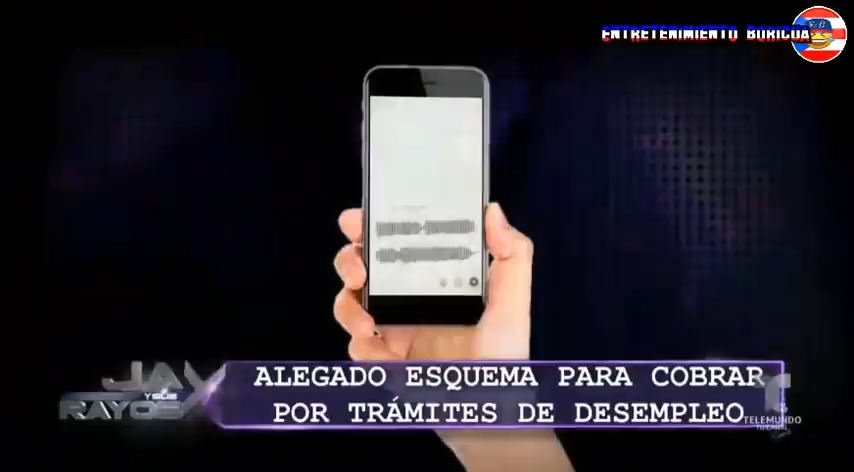 ENTRETENIMIENTO BORICUA
JAY
Y SUS
RAYOS X
ALEGADO ESQUEMA PARA COBRAR
POR TRÁMITES DE DESEMPLEO
TELEMUNDO